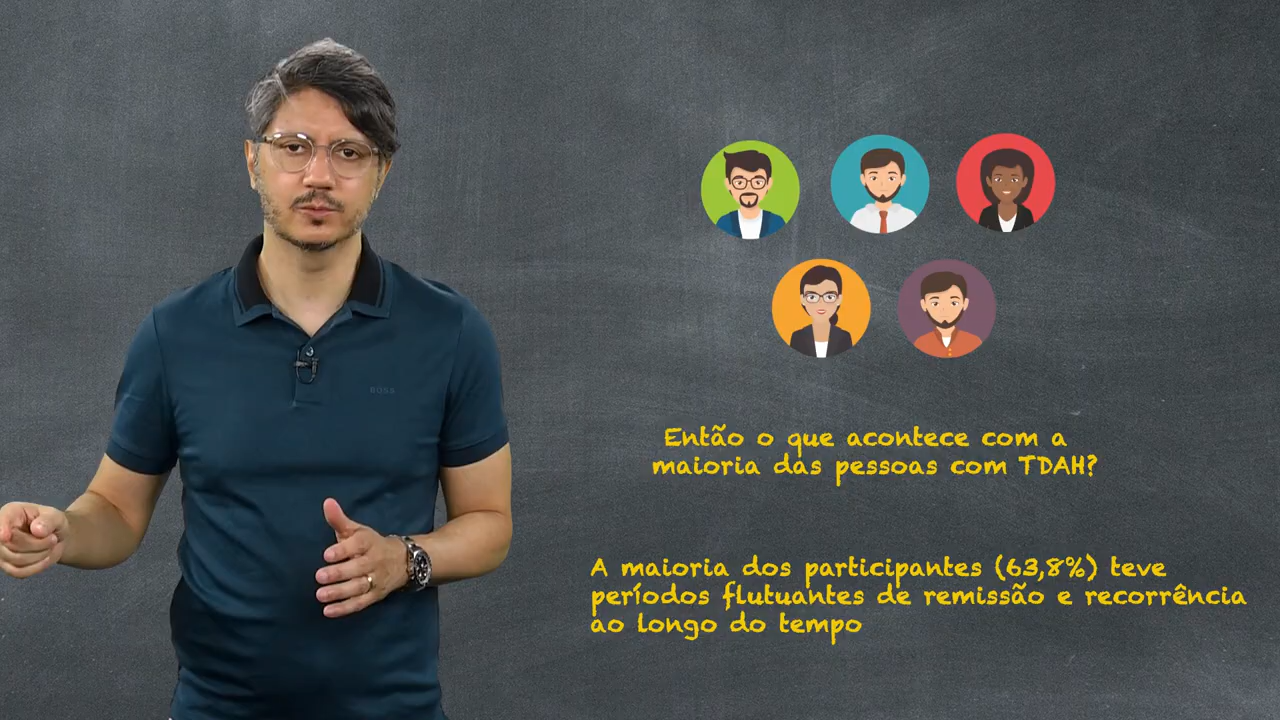 BOSS
Então o que acontece com a
maioria das pessoas com TDAH?
A maioria dos participantes (63,8%) teve
períodos flutuantes de remissão e recorrência
ao longo do tempo